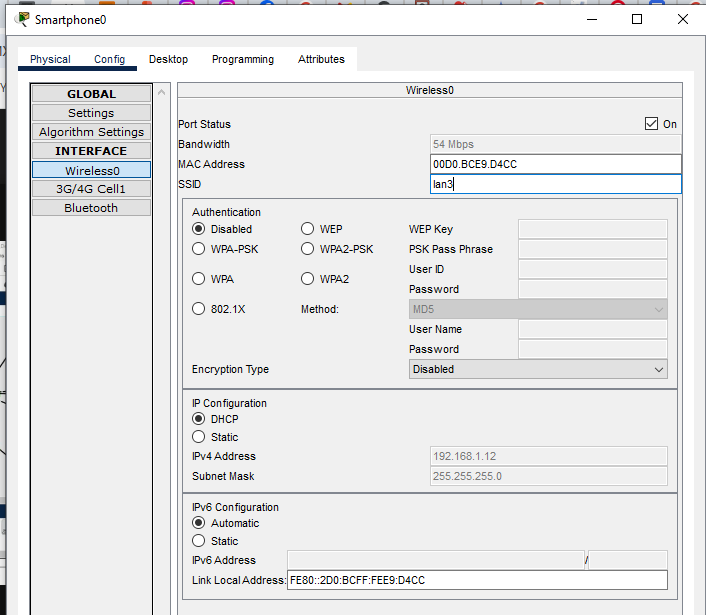 Smartphone0
Physical Config Desktop Programming Attributes
GLOBAL
Settings
Algorithm Settings
INTERFACE
Wireless0
3G/4G Cell1
Bluetooth
Wireless0
Port Status On
Bandwidth 54 Mbps
MAC Address 00D0.BCE9.D4CC
SSID lan3
Authentication
Disabled WEP WEP Key
WPA-PSK WPA2-PSK PSK Pass Phrase
User ID
WPA WPA2
Password
802.1X Method: MD5
User Name
Password
Encryption Type Disabled
IP Configuration
DHCP
Static
IPv4 Address 192.168.1.12
Subnet Mask 255.255.255.0
IPv6 Configuration
Automatic
Static
IPv6 Address /
Link Local Address: FE80::2D0:BCFF:FEE9:D4CC